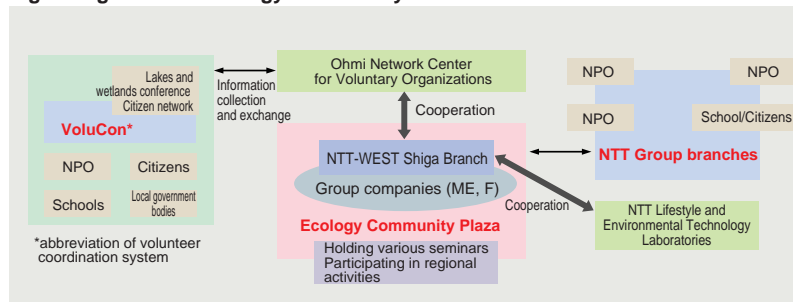 Lakes and
wetlands conference
Citizen network
VoluCon*
NPO
Citizens
Schools
Local government
bodies
*abbreviation of volunteer
coordination system
Information
collection
and exchange
Ohmi Network Center
for Voluntary Organizations
Cooperation
NTT-WEST Shiga Branch
Group companies (ME, F)
Ecology Community Plaza
Holding various seminars
Participating in regional
activities
Cooperation
NPO
NPO
NPO
School/Citizens
NTT Group branches
NTT Lifestyle and
Environmental Technology
Laboratories